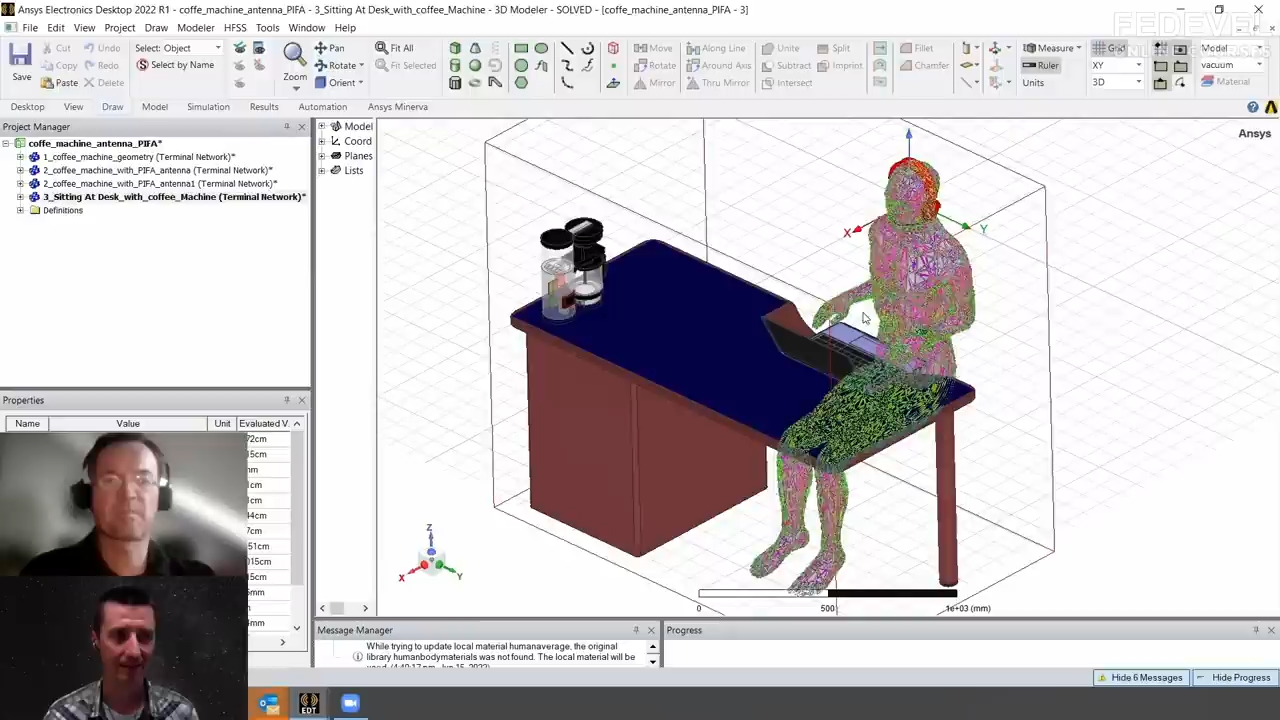 Ansys Electronics Desktop 2022 R1 - coffe_machine_antenna_PIFA - 3_Sitting At Desk_with_coffee_Machine - 3D Modeler - SOLVED - [coffe_machine_antenna_PIFA - 3]
FEDEVEL
File Edit View Project Draw Modeler HFSS Tools Window Help
Save
Cut
Copy
Paste
Undo
Redo
Delete
Select: Object
Select by Name
Zoom
Pan
Rotate
Orient
Fit All
Fit Selected
Move
Rotate
Mirror
Along Line
Around Axis
Thru Mirror
Unite
Subtract
Intersect
Split
Imprint
Fillet
Chamfer
Measure
Ruler
Units
Grid
XY
3D
Model
vacuum
Material
Desktop View Draw Model Simulation Results Automation Ansys Minerva
Project Manager
coffe_machine_antenna_PIFA*
1_coffee_machine_geometry (Terminal Network)*
2_coffee_machine_with_PIFA_antenna (Terminal Network)*
2_coffee_machine_with_PIFA_antenna1 (Terminal Network)*
3_Sitting At Desk_with_coffee_Machine (Terminal Network)*
Definitions
Model
Coord
Planes
Lists
Ansys
X
Y
Properties
Name Value Unit Evaluated V.
72cm
15cm
Z
X
Y
0 500 1e+03 (mm)
Message Manager
While trying to update local material humanaverage, the original
library humanbodymaterials was not found. The local material will be
Progress
Hide 6 Messages
Hide Progress
EDT